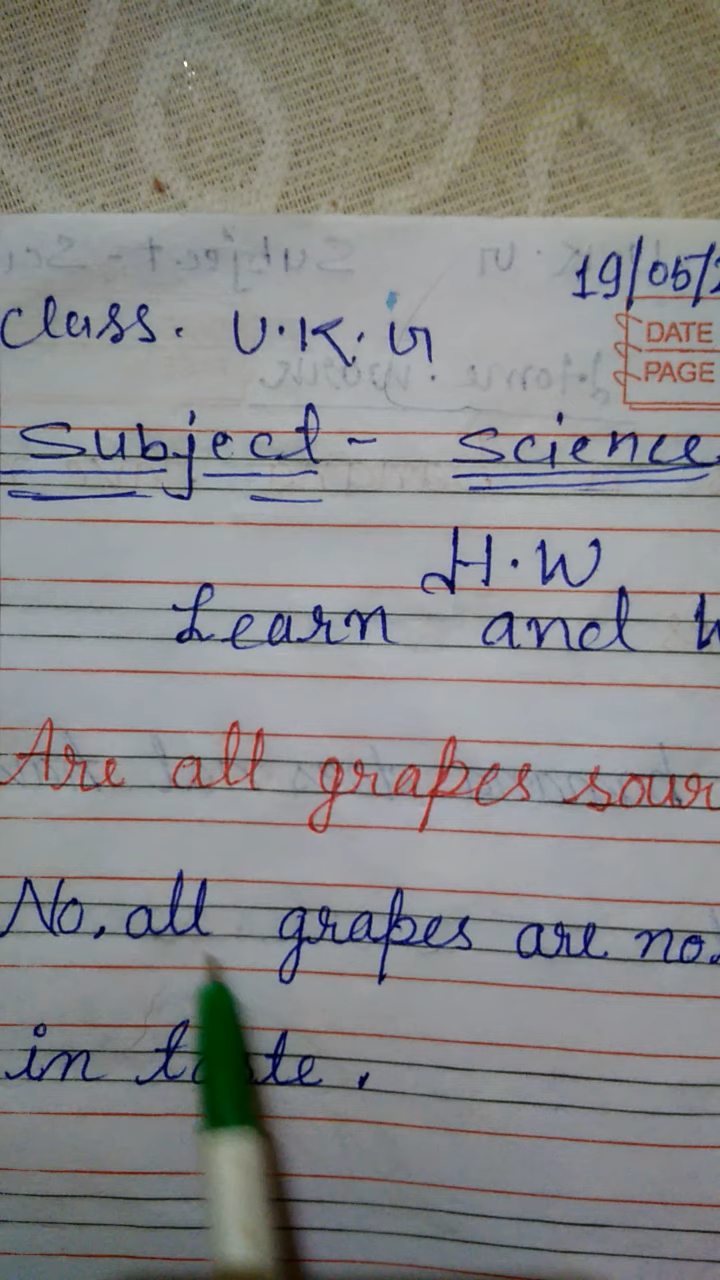 19/05/
Class. U.K.G
DATE
PAGE
Subject - Science
H.W
Learn and
Are all grapes sour
No, all grapes are
in taste.